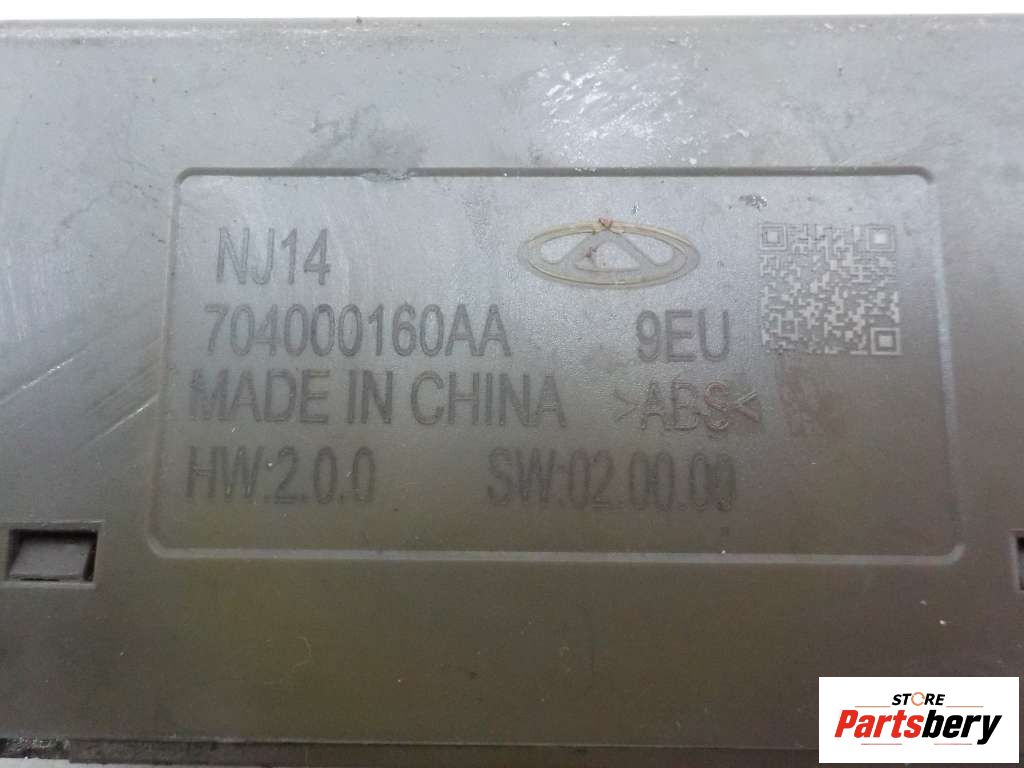 NJ14
704000160AA 9EU
MADE IN CHINA >ABS<
HW:2.0.0 SW:02.00.00
STORE
Partsbery